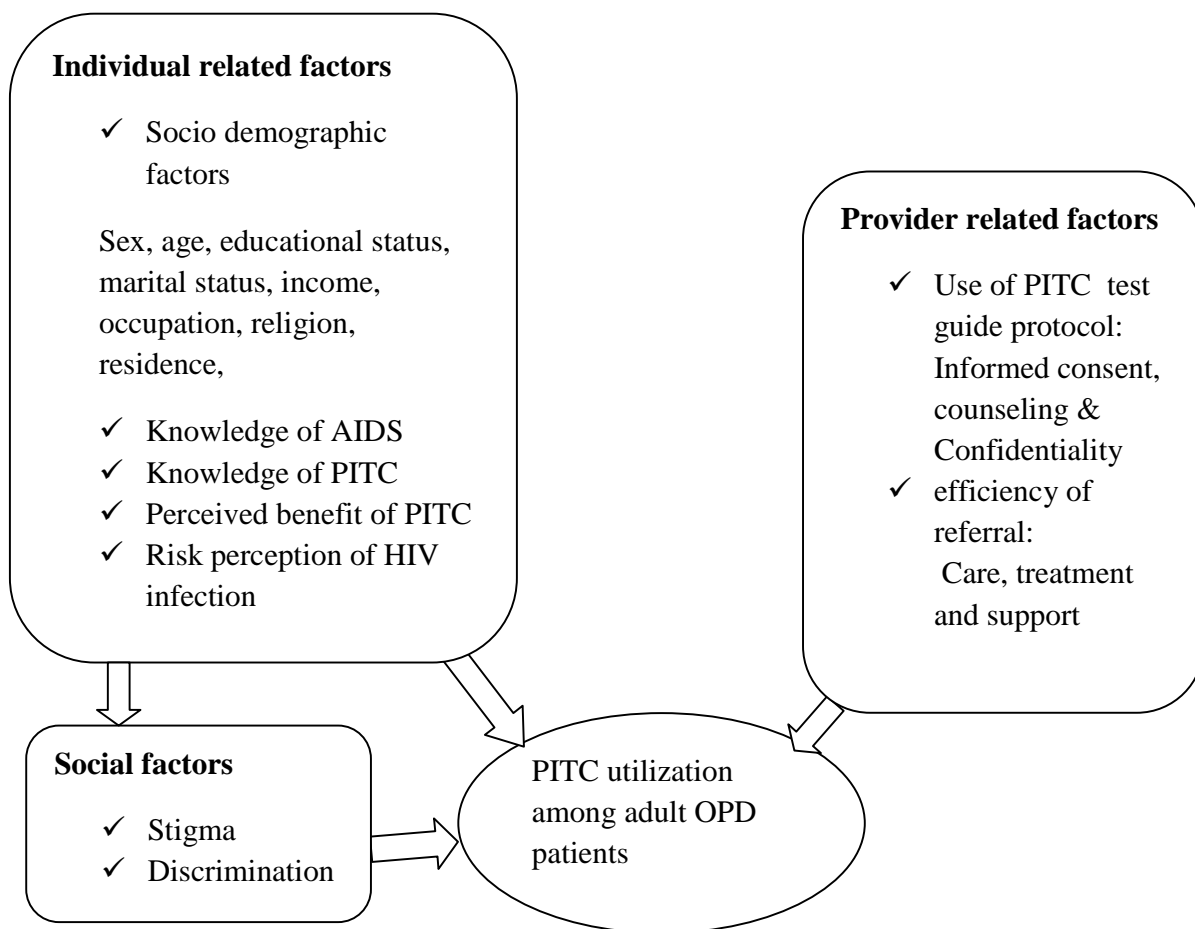 Individual related factors
✓ Socio demographic
factors
Sex, age, educational status,
marital status, income,
occupation, religion,
residence,
✓ Knowledge of AIDS
✓ Knowledge of PITC
✓ Perceived benefit of PITC
✓ Risk perception of HIV
infection
Provider related factors
✓ Use of PITC test
guide protocol:
Informed consent,
counseling &
Confidentiality
✓ efficiency of
referral:
Care, treatment
and support
Social factors
✓ Stigma
✓ Discrimination
PITC utilization
among adult OPD
patients